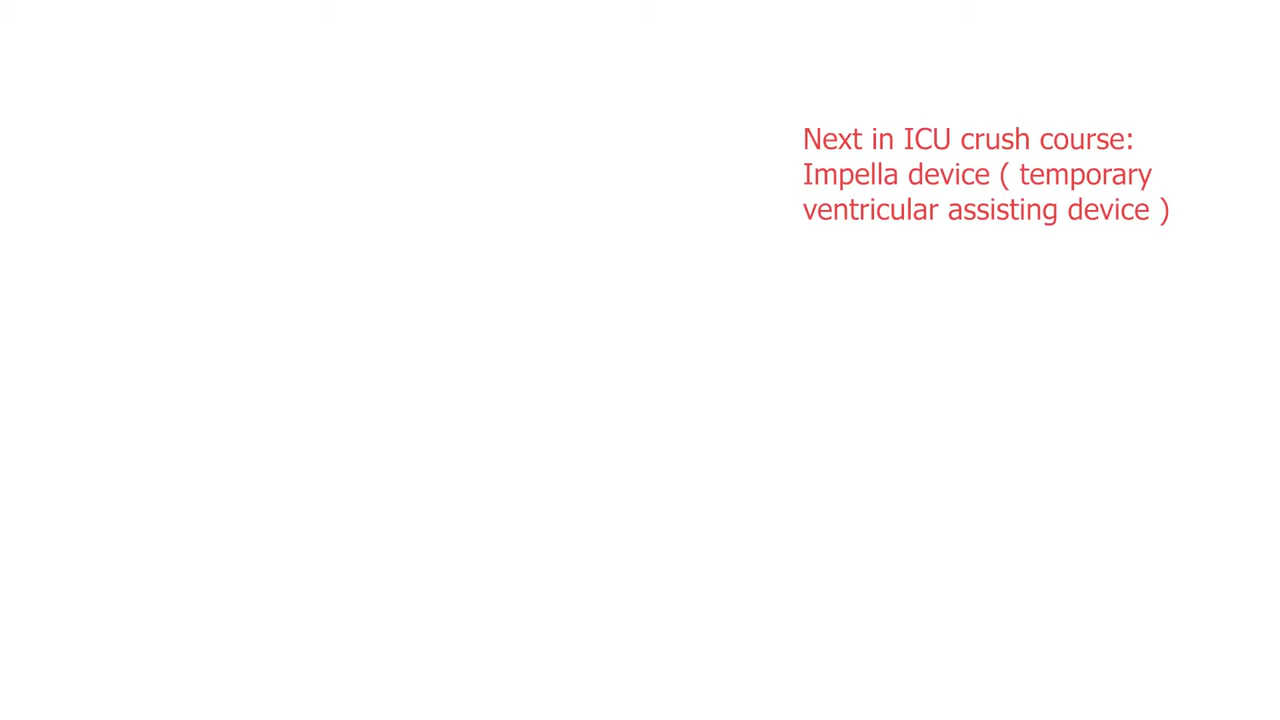 Next in ICU crush course:
Impella device ( temporary
ventricular assisting device )